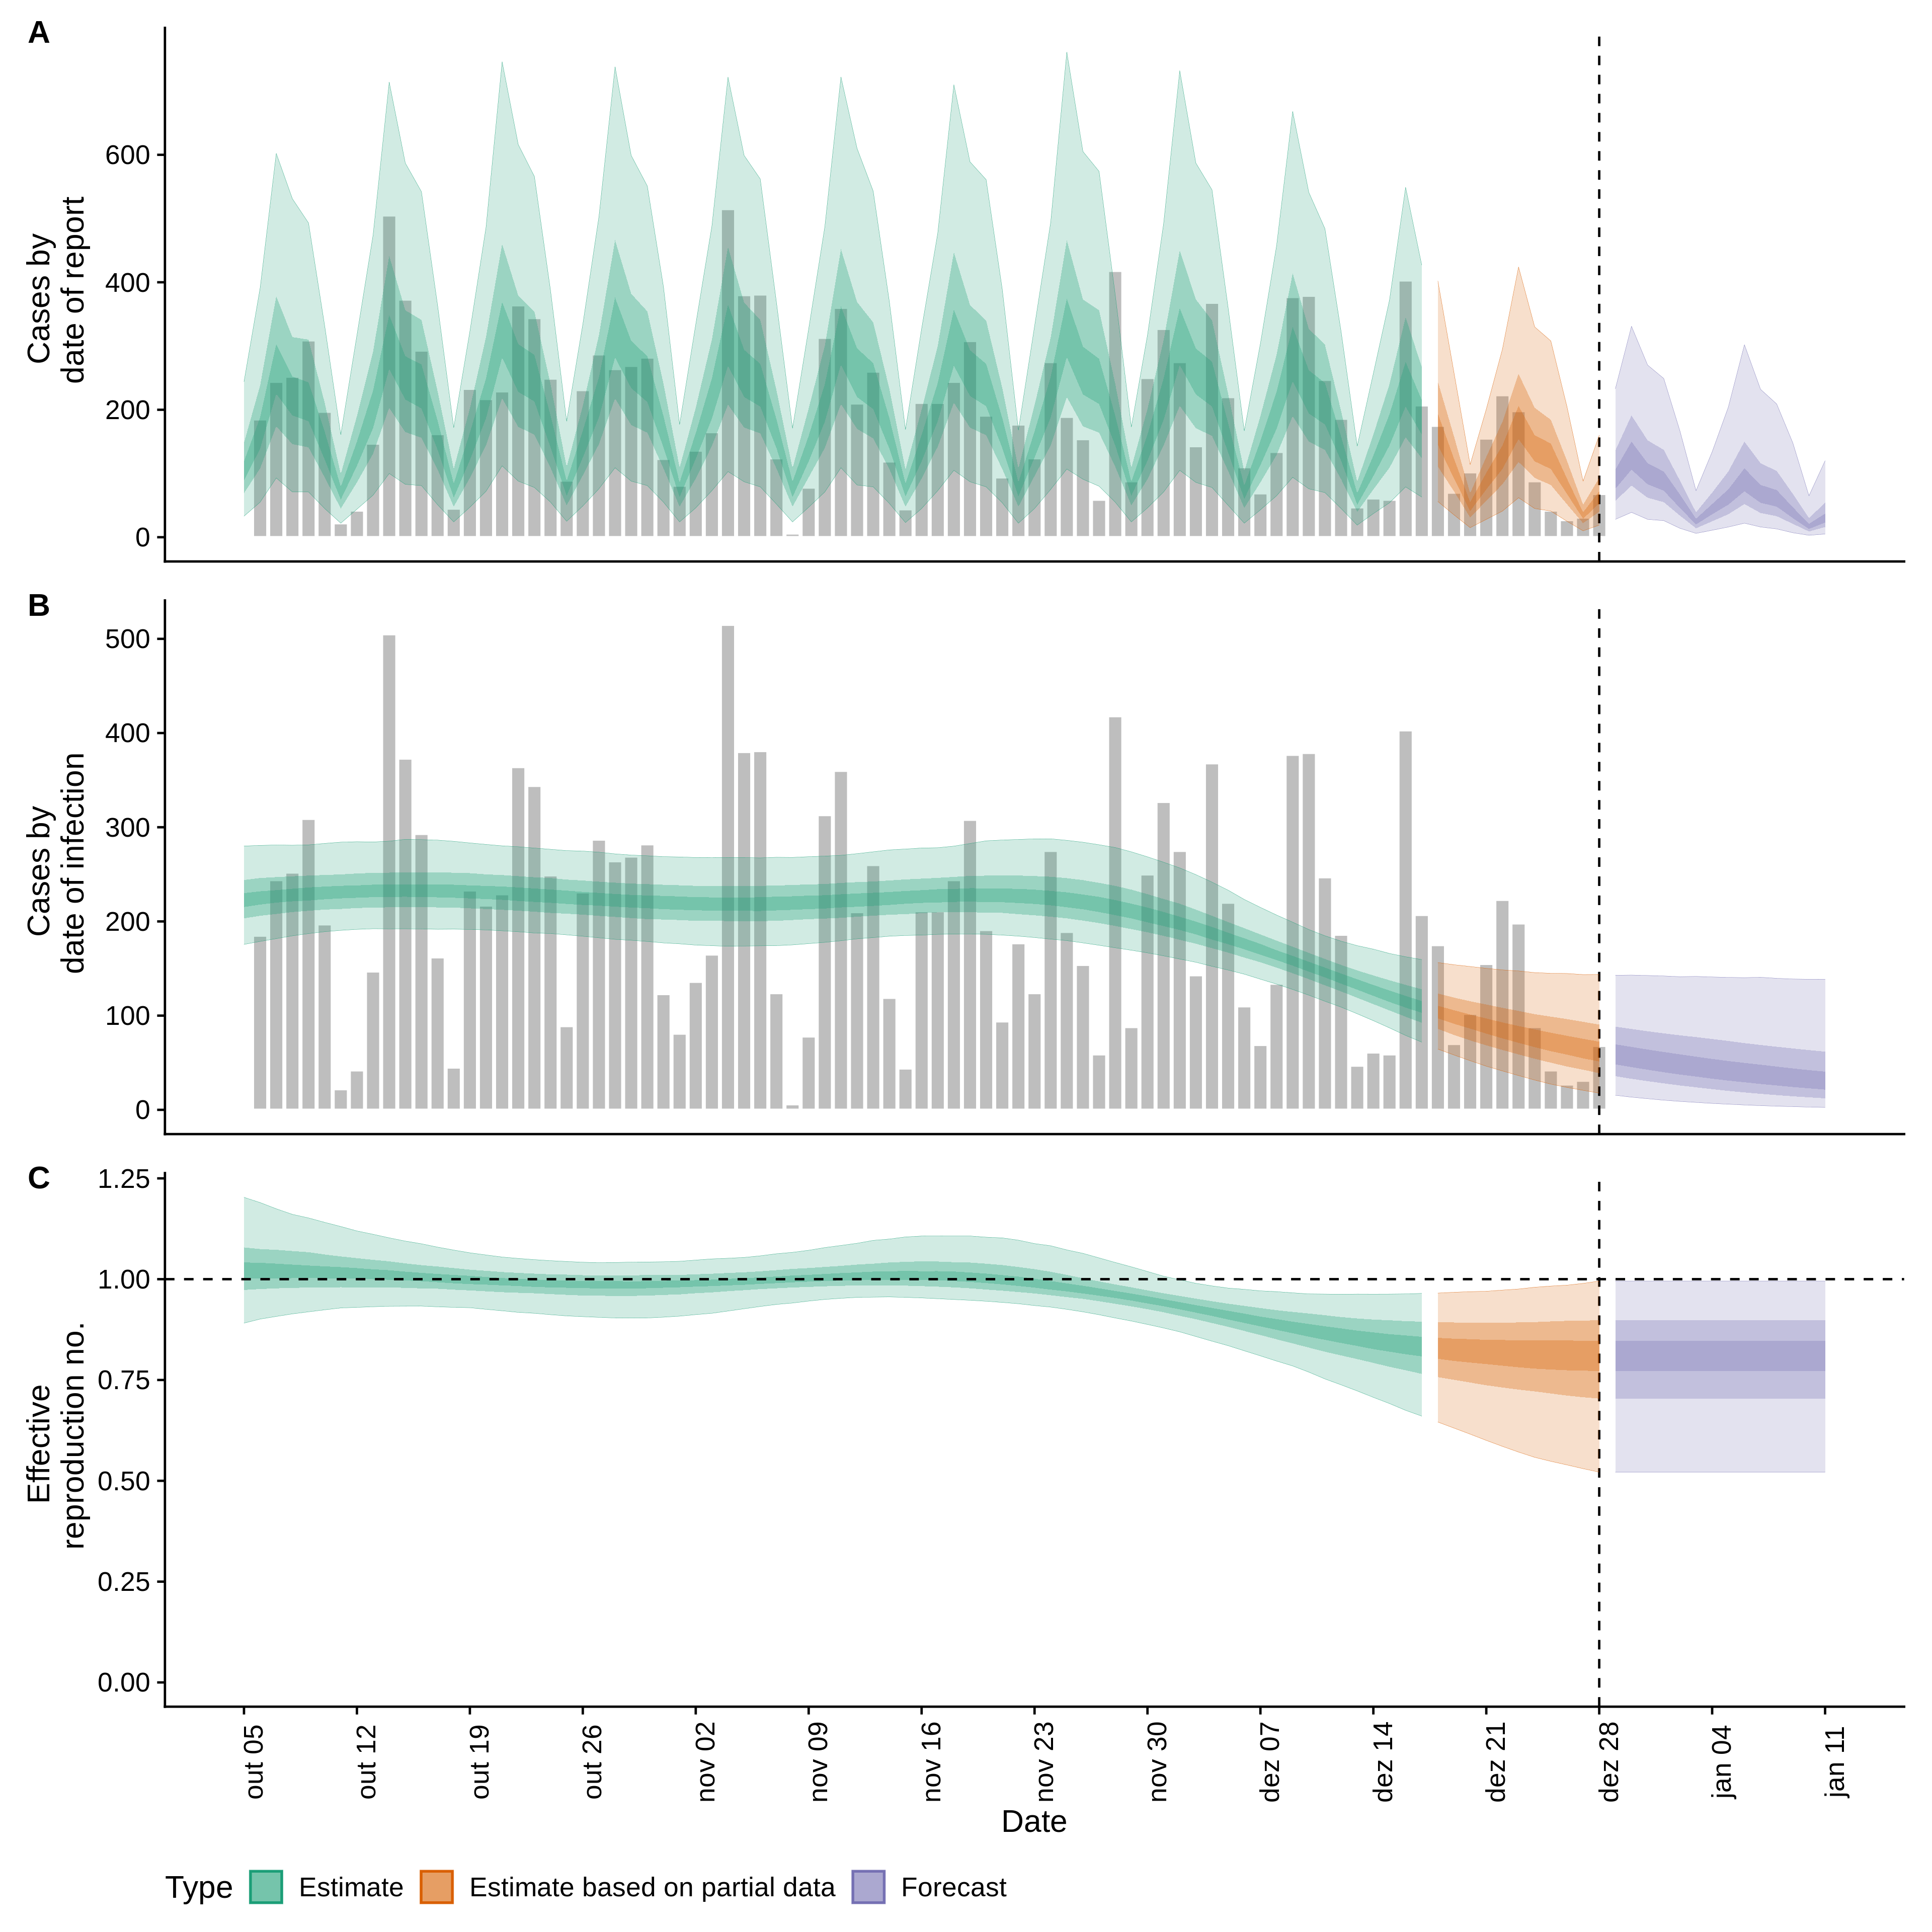 A
600
400
200
0
Cases by
date of report
B
500
400
300
200
100
0
Cases by
date of infection
C
1.25
1.00
0.75
0.50
0.25
0.00
Effective
reproduction no.
out 05
out 12
out 19
out 26
nov 02
nov 09
nov 16
nov 23
nov 30
dez 07
dez 14
dez 21
dez 28
jan 04
jan 11
Date
Type Estimate Estimate based on partial data Forecast